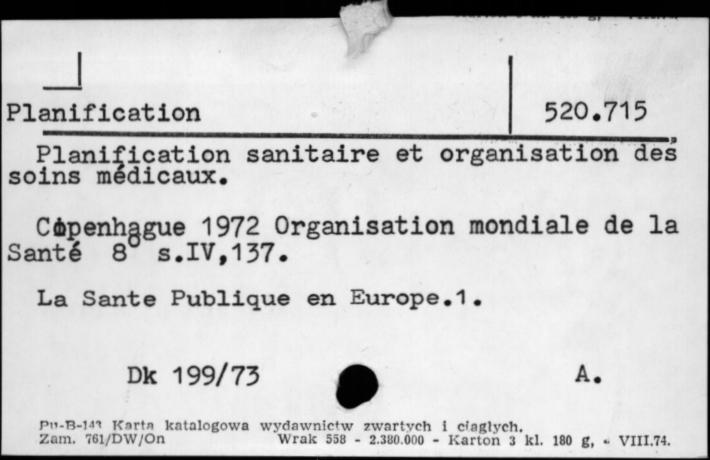 Planification 520.715
Planification sanitaire et organisation des
soins médicaux.
Copenhague 1972 Organisation mondiale de la
Santé 8° s.IV,137.
La Sante Publique en Europe.1.
Dk 199/73 A.
Pu-B-143 Karta katalogowa wydawnictw zwartych i ciągłych.
Zam. 761/DW/On Wrak 558 - 2.380.000 - Karton 3 kl. 180 g, - VIII.74.